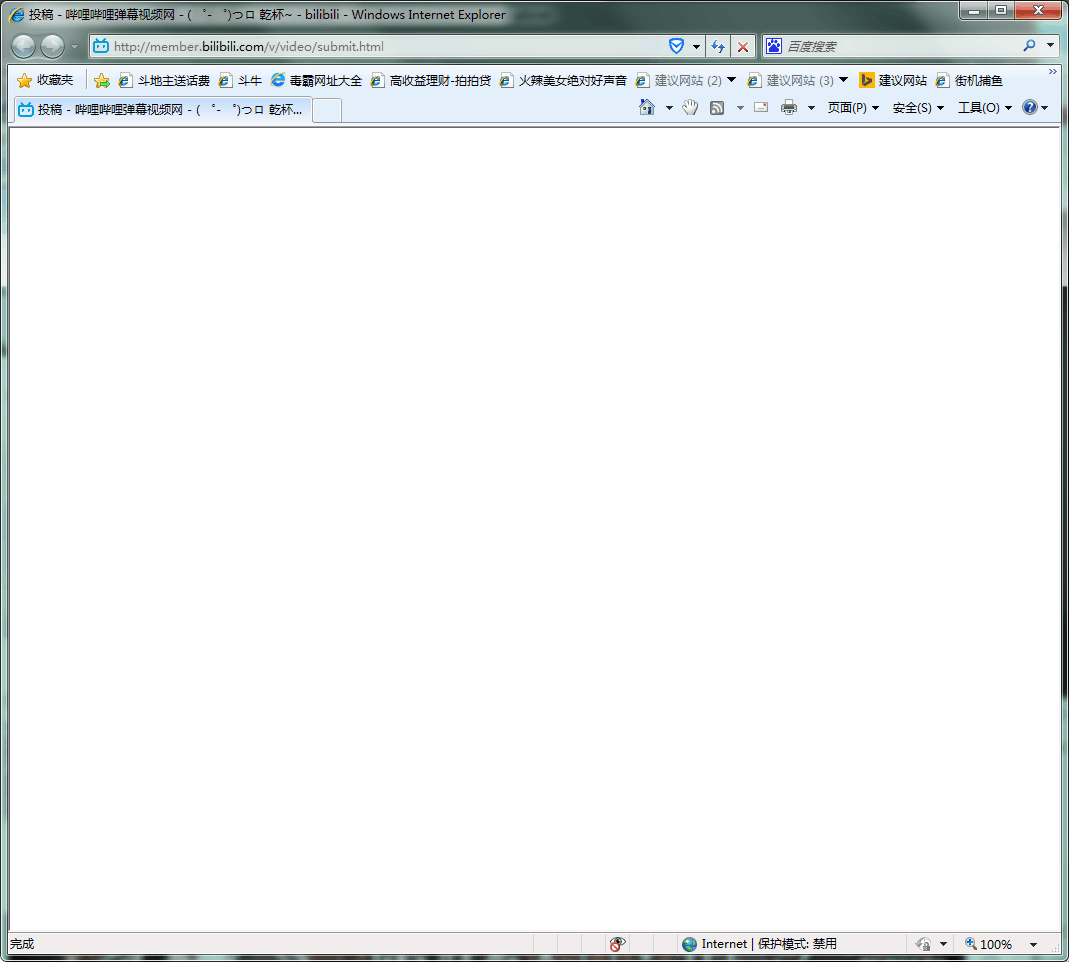 投稿 - 哔哩哔哩弹幕视频网 - ( ゜- ゜)つロ 乾杯~ - bilibili - Windows Internet Explorer
http://member.bilibili.com/v/video/submit.html
百度搜索
收藏夹 斗地主送话费 斗牛 毒霸网址大全 高收益理财-拍拍贷 火辣美女绝对好声音 建议网站 (2) 建议网站 (3) 建议网站 街机捕鱼 »
投稿 - 哔哩哔哩弹幕视频网 - ( ゜- ゜)つロ 乾杯... 页面(P) 安全(S) 工具(O)
完成 Internet | 保护模式: 禁用 100%